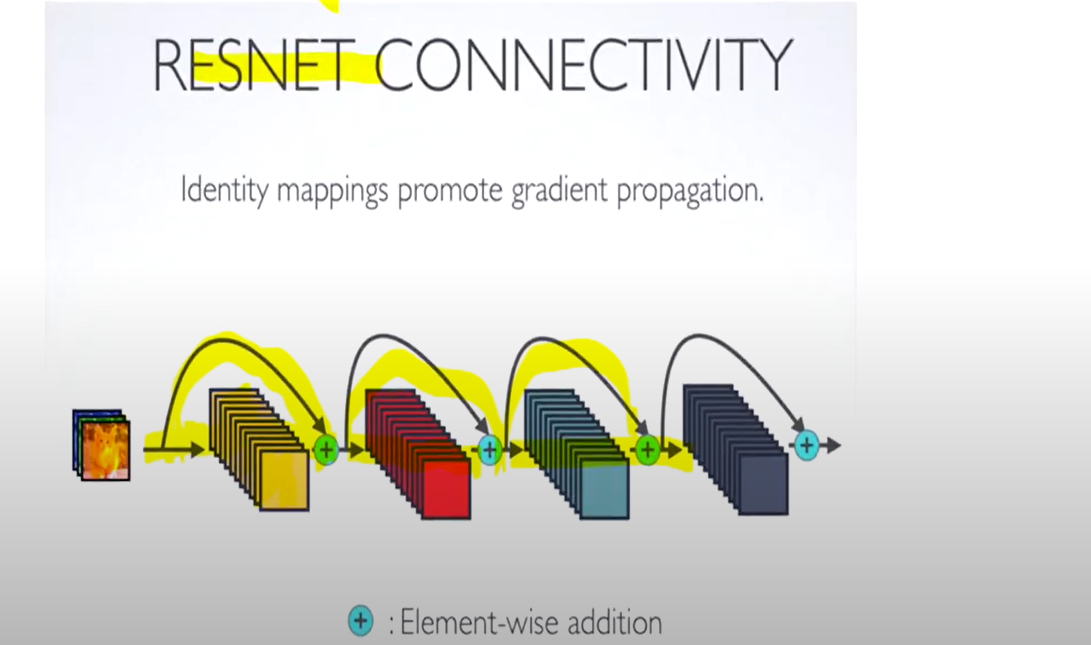 RESNET CONNECTIVITY
Identity mappings promote gradient propagation.
+ : Element-wise addition